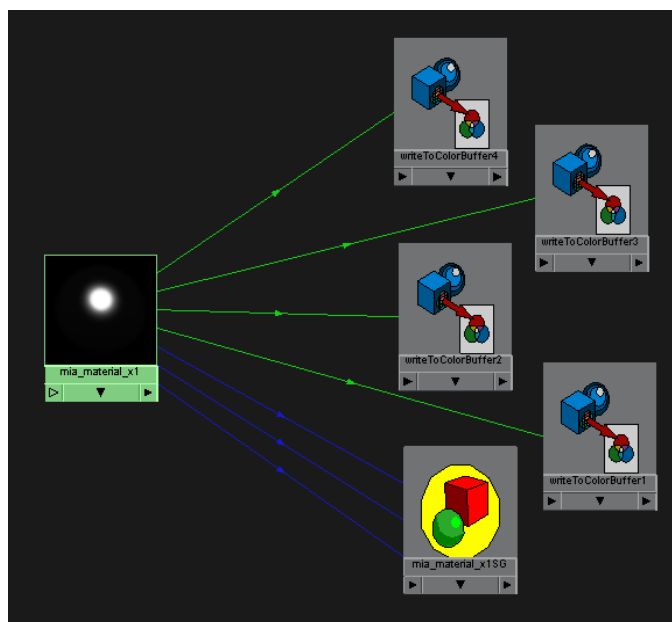 writeToColorBuffer4
writeToColorBuffer3
mia_material_x1
writeToColorBuffer2
writeToColorBuffer1
mia_material_x1SG